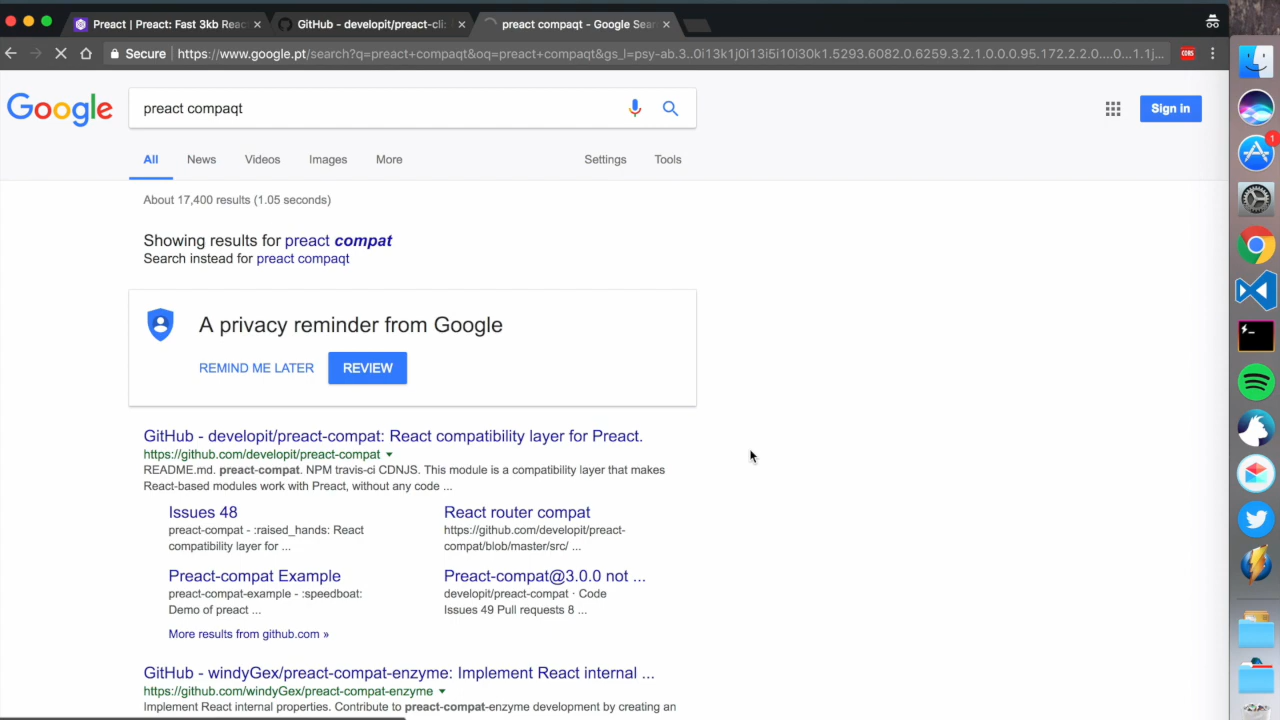 Preact | Preact: Fast 3kb Reac
GitHub - developit/preact-cli:
preact compaqt - Google Sear
Secure https://www.google.pt/search?q=preact+compaqt&oq=preact+compaqt&gs_l=psy-ab.3..0i13k1j0i13i5i10i30k1.5293.6082.0.6259.3.2.1.0.0.0.95.172.2.2.0....0...1.1j...
CORS
Google
preact compaqt
Sign in
All News Videos Images More Settings Tools
About 17,400 results (1.05 seconds)
Showing results for preact compat
Search instead for preact compaqt
A privacy reminder from Google
REMIND ME LATER REVIEW
GitHub - developit/preact-compat: React compatibility layer for Preact.
https://github.com/developit/preact-compat
README.md. preact-compat. NPM travis-ci CDNJS. This module is a compatibility layer that makes
React-based modules work with Preact, without any code ...
Issues 48
preact-compat - :raised_hands: React
compatibility layer for ...
React router compat
https://github.com/developit/preact-
compat/blob/master/src/ ...
Preact-compat Example
preact-compat-example - :speedboat:
Demo of preact ...
Preact-compat@3.0.0 not ...
developit/preact-compat · Code
Issues 49 Pull requests 8 ...
More results from github.com »
GitHub - windyGex/preact-compat-enzyme: Implement React internal ...
https://github.com/windyGex/preact-compat-enzyme
Implement React internal properties. Contribute to preact-compat-enzyme development by creating an
1